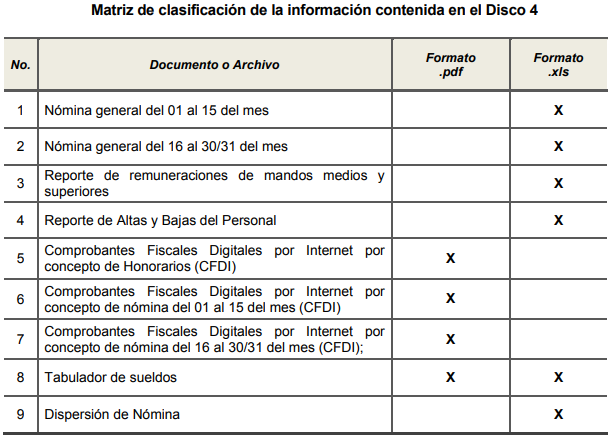 Matriz de clasificación de la información contenida en el Disco 4
No. Documento o Archivo Formato .pdf Formato .xls
1 Nómina general del 01 al 15 del mes X
2 Nómina general del 16 al 30/31 del mes X
3 Reporte de remuneraciones de mandos medios y
superiores X
4 Reporte de Altas y Bajas del Personal X
5 Comprobantes Fiscales Digitales por Internet por
concepto de Honorarios (CFDI) X
6 Comprobantes Fiscales Digitales por Internet por
concepto de nómina del 01 al 15 del mes (CFDI) X
7 Comprobantes Fiscales Digitales por Internet por
concepto de nómina del 16 al 30/31 del mes (CFDI); X
8 Tabulador de sueldos X X
9 Dispersión de Nómina X